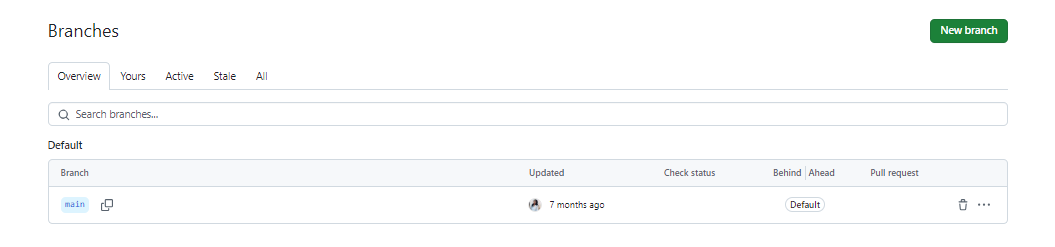 Branches
New branch
Overview Yours Active Stale All
Search branches...
Default
Branch Updated Check status Behind Ahead Pull request
main 7 months ago Default